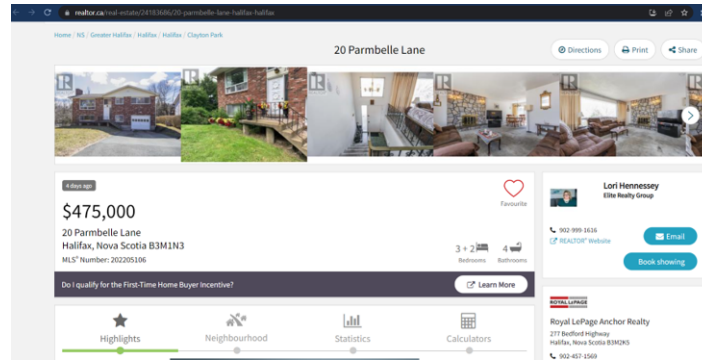 realtor.ca/real-estate/24183686/20-parmbelle-lane-halifax-halifax
Home / NS / Greater Halifax / Halifax / Halifax / Clayton Park
20 Parmbelle Lane
Directions
Print
Share
4 days ago
$475,000
Favourite
20 Parmbelle Lane
Halifax, Nova Scotia B3M1N3
MLS® Number: 202205106
3 + 2
4
Bedrooms
Bathrooms
Do I qualify for the First-Time Home Buyer Incentive?
Learn More
Highlights
Neighbourhood
Statistics
Calculators
Lori Hennessey
Elite Realty Group
902-999-1616
REALTOR® Website
Email
Book showing
ROYAL LEPAGE
Royal LePage Anchor Realty
277 Bedford Highway
Halifax, Nova Scotia B3M2K5
902-457-1569